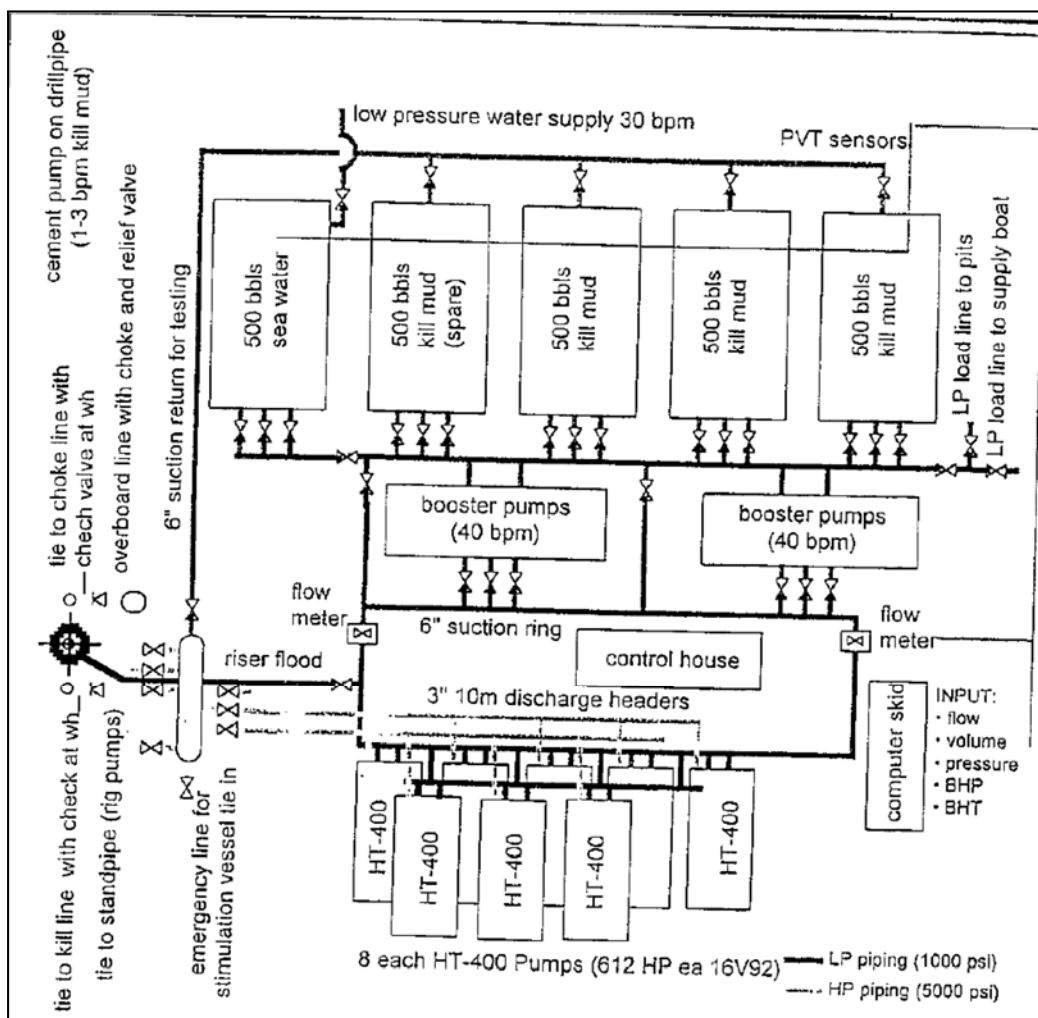 cement pump on drillpipe
(1-3 bpm kill mud)
low pressure water supply 30 bpm
PVT sensors
6" suction return for testing
500 bbls
sea water
500 bbls
kill mud
(spare)
500 bbls
kill mud
500 bbls
kill mud
500 bbls
kill mud
LP load line to pits
LP load line to supply boat
tie to choke line with
chech valve at wh
overboard line with choke and relief valve
booster pumps
(40 bpm)
booster pumps
(40 bpm)
flow
meter
flow
meter
6" suction ring
control house
riser flood
3" 10m discharge headers
tie to kill line with check at wh
tie to standpipe (rig pumps)
emergency line for
stimulation vessel tie in
computer skid
INPUT:
· flow
· volume
· pressure
· BHP
· BHT
HT-400
HT-400
HT-400
HT-400
HT-400
8 each HT-400 Pumps (612 HP ea 16V92)
LP piping (1000 psi)
HP piping (5000 psi)